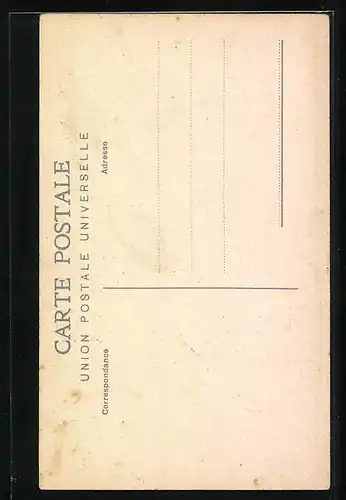 CARTE POSTALE
UNION POSTALE UNIVERSELLE
Correspondance
Adresse